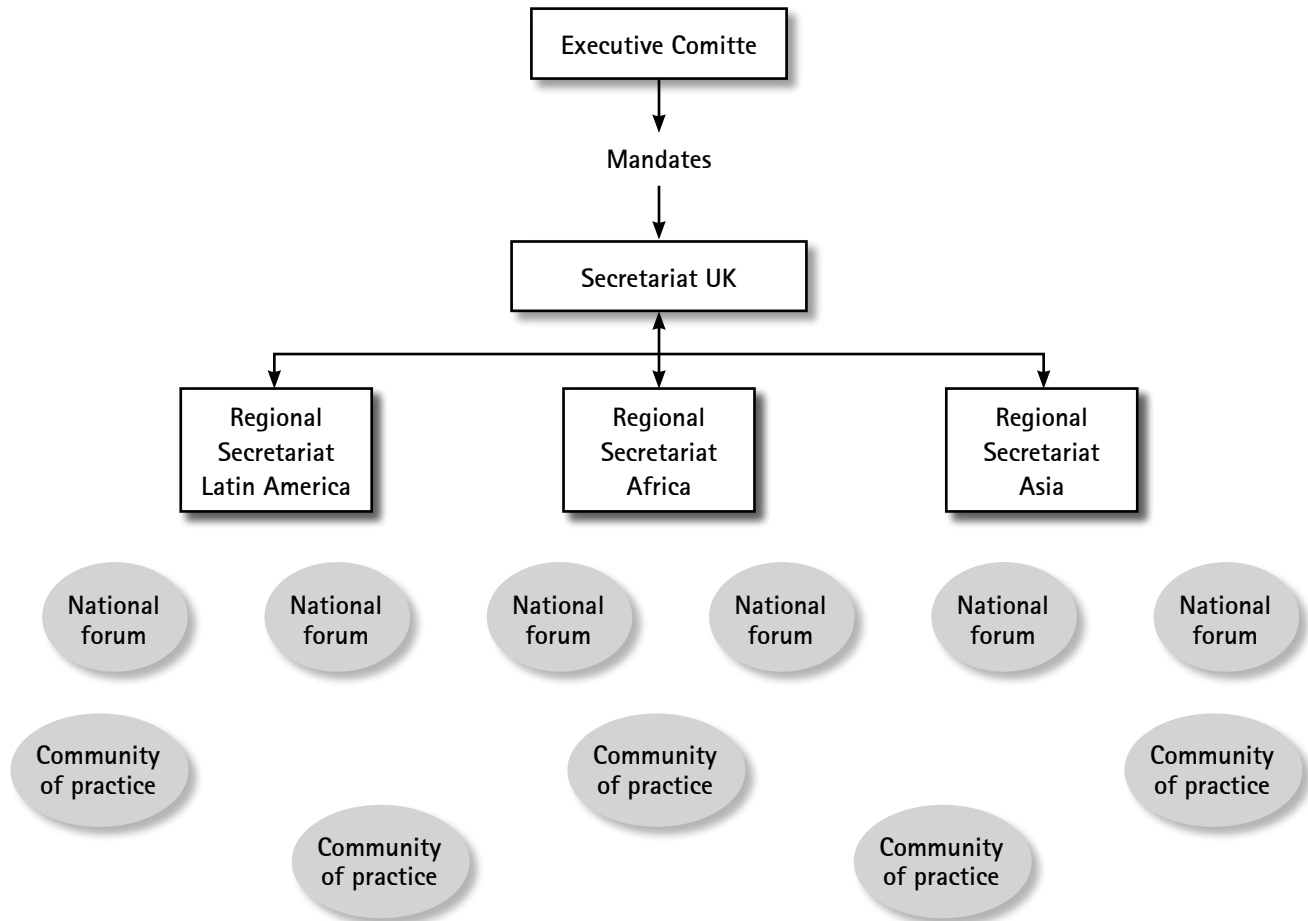 Executive Comitte
Mandates
Secretariat UK
Regional
Secretariat
Latin America
Regional
Secretariat
Africa
Regional
Secretariat
Asia
National
forum
National
forum
National
forum
National
forum
National
forum
National
forum
Community
of practice
Community
of practice
Community
of practice
Community
of practice
Community
of practice